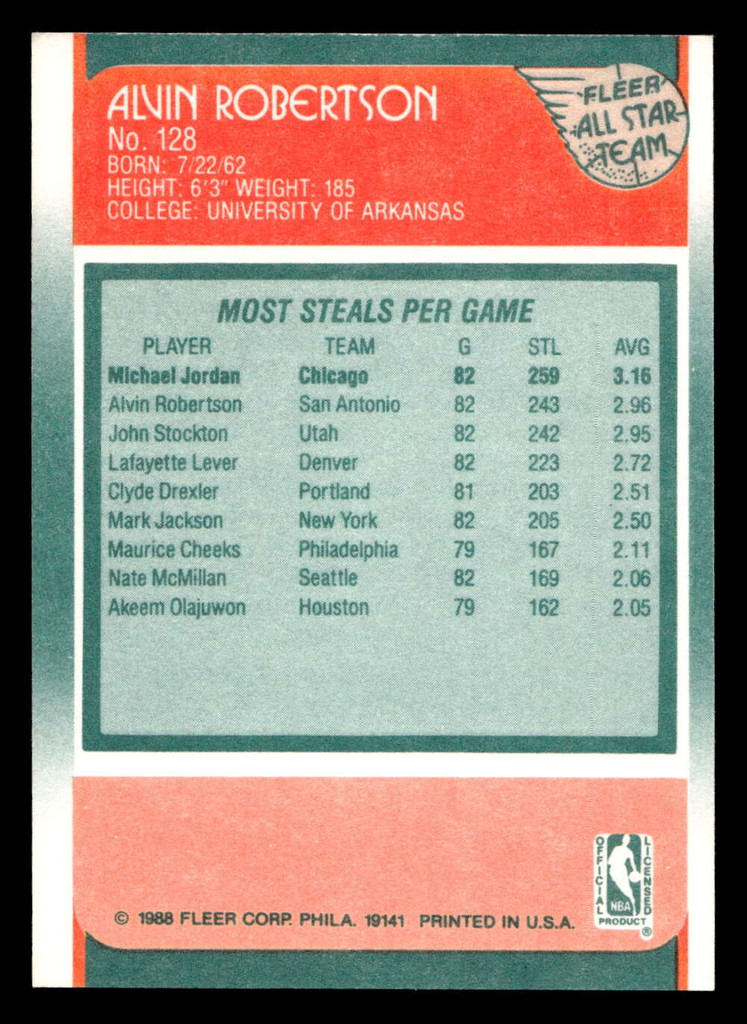 ALVIN ROBERTSON
No. 128
BORN: 7/22/62
HEIGHT: 6'3" WEIGHT: 185
COLLEGE: UNIVERSITY OF ARKANSAS
FLEER
ALL STAR
TEAM
MOST STEALS PER GAME
PLAYER TEAM G STL AVG
Michael Jordan Chicago 82 259 3.16
Alvin Robertson San Antonio 82 243 2.96
John Stockton Utah 82 242 2.95
Lafayette Lever Denver 82 223 2.72
Clyde Drexler Portland 81 203 2.51
Mark Jackson New York 82 205 2.50
Maurice Cheeks Philadelphia 79 167 2.11
Nate McMillan Seattle 82 169 2.06
Akeem Olajuwon Houston 79 162 2.05
OFFICIAL
LICENSED
NBA
PRODUCT
®
© 1988 FLEER CORP. PHILA. 19141 PRINTED IN U.S.A.